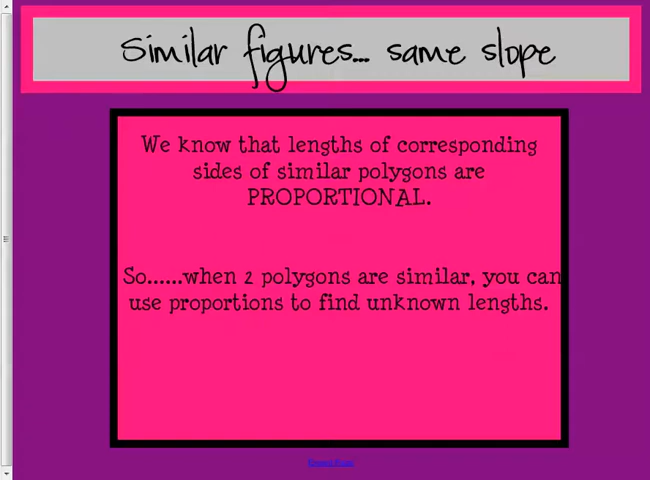 Similar figures... same slope
We know that lengths of corresponding
sides of similar polygons are
PROPORTIONAL.
So......when 2 polygons are similar, you can
use proportions to find unknown lengths.